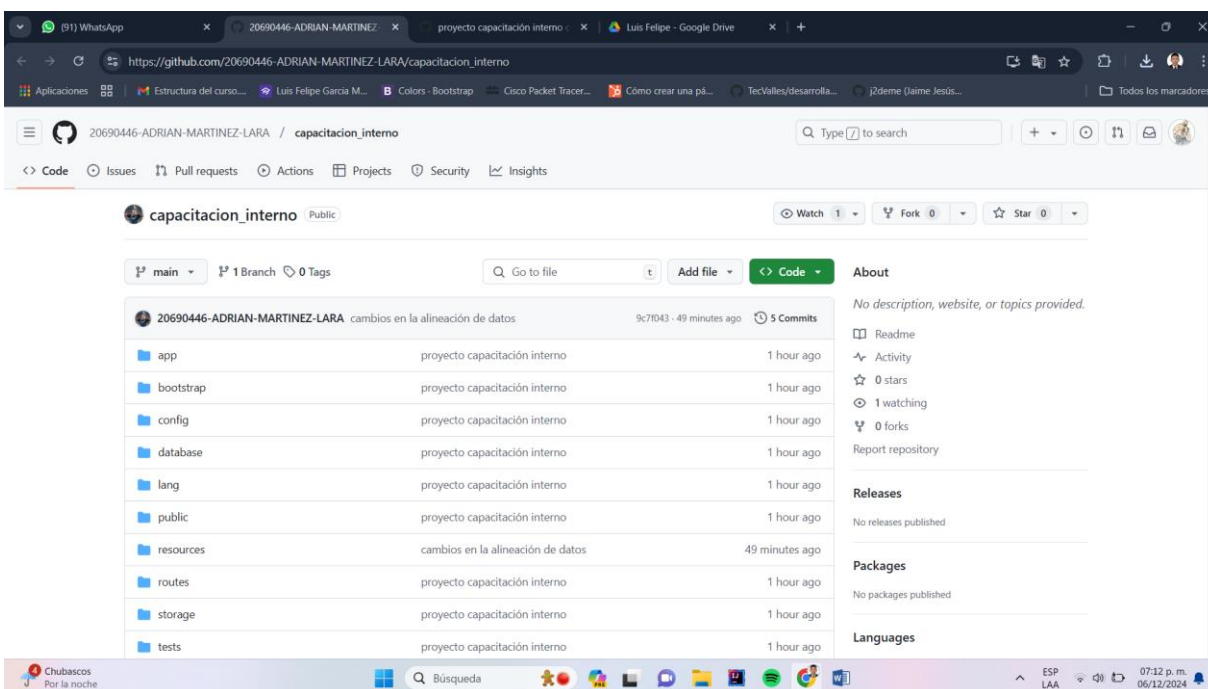 (91) WhatsApp
20690446-ADRIAN-MARTINEZ-
proyecto capacitación interno c
Luis Felipe - Google Drive
https://github.com/20690446-ADRIAN-MARTINEZ-LARA/capacitacion_interno
Aplicaciones
Estructura del curso....
Luis Felipe Garcia M...
Colors · Bootstrap
Cisco Packet Tracer...
Cómo crear una pá...
TecValles/desarrolla...
j2deme (Jaime Jesús...
Todos los marcadores
20690446-ADRIAN-MARTINEZ-LARA / capacitacion_interno
Type / to search
<> Code
Issues
Pull requests
Actions
Projects
Security
Insights
capacitacion_interno Public
Watch 1
Fork 0
Star 0
main
1 Branch
0 Tags
Go to file
t
Add file
<> Code
About
No description, website, or topics provided.
20690446-ADRIAN-MARTINEZ-LARA cambios en la alineación de datos 9c7f043 · 49 minutes ago 5 Commits
app proyecto capacitación interno 1 hour ago
bootstrap proyecto capacitación interno 1 hour ago
config proyecto capacitación interno 1 hour ago
database proyecto capacitación interno 1 hour ago
lang proyecto capacitación interno 1 hour ago
public proyecto capacitación interno 1 hour ago
resources cambios en la alineación de datos 49 minutes ago
routes proyecto capacitación interno 1 hour ago
storage proyecto capacitación interno 1 hour ago
tests proyecto capacitación interno 1 hour ago
Readme
Activity
0 stars
1 watching
0 forks
Report repository
Releases
No releases published
Packages
No packages published
Languages
4
Chubascos
Por la noche
Búsqueda
ESP
LAA
07:12 p. m.
06/12/2024